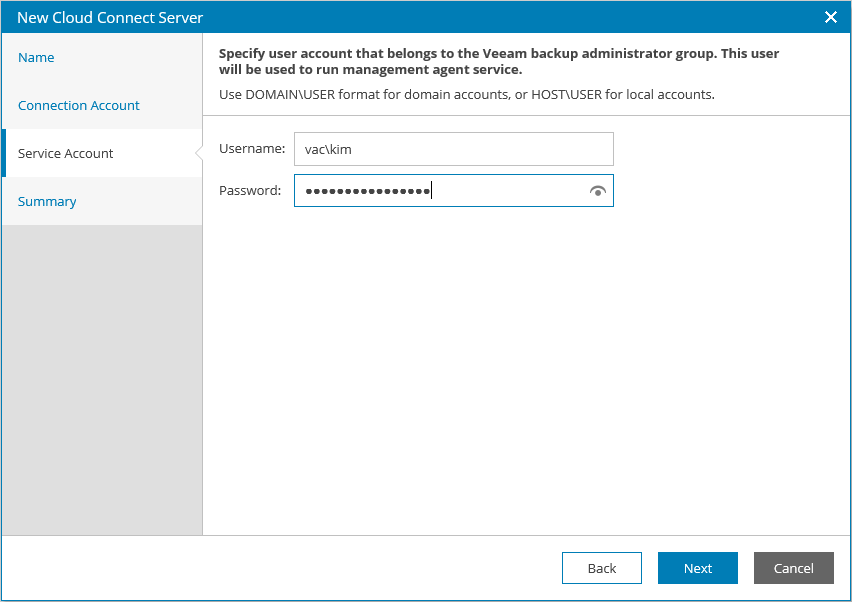 New Cloud Connect Server
Name
Connection Account
Service Account
Summary
Specify user account that belongs to the Veeam backup administrator group. This user
will be used to run management agent service.
Use DOMAIN\USER format for domain accounts, or HOST\USER for local accounts.
Username: vac\kim
Password: ••••••••••••••••
Back Next Cancel